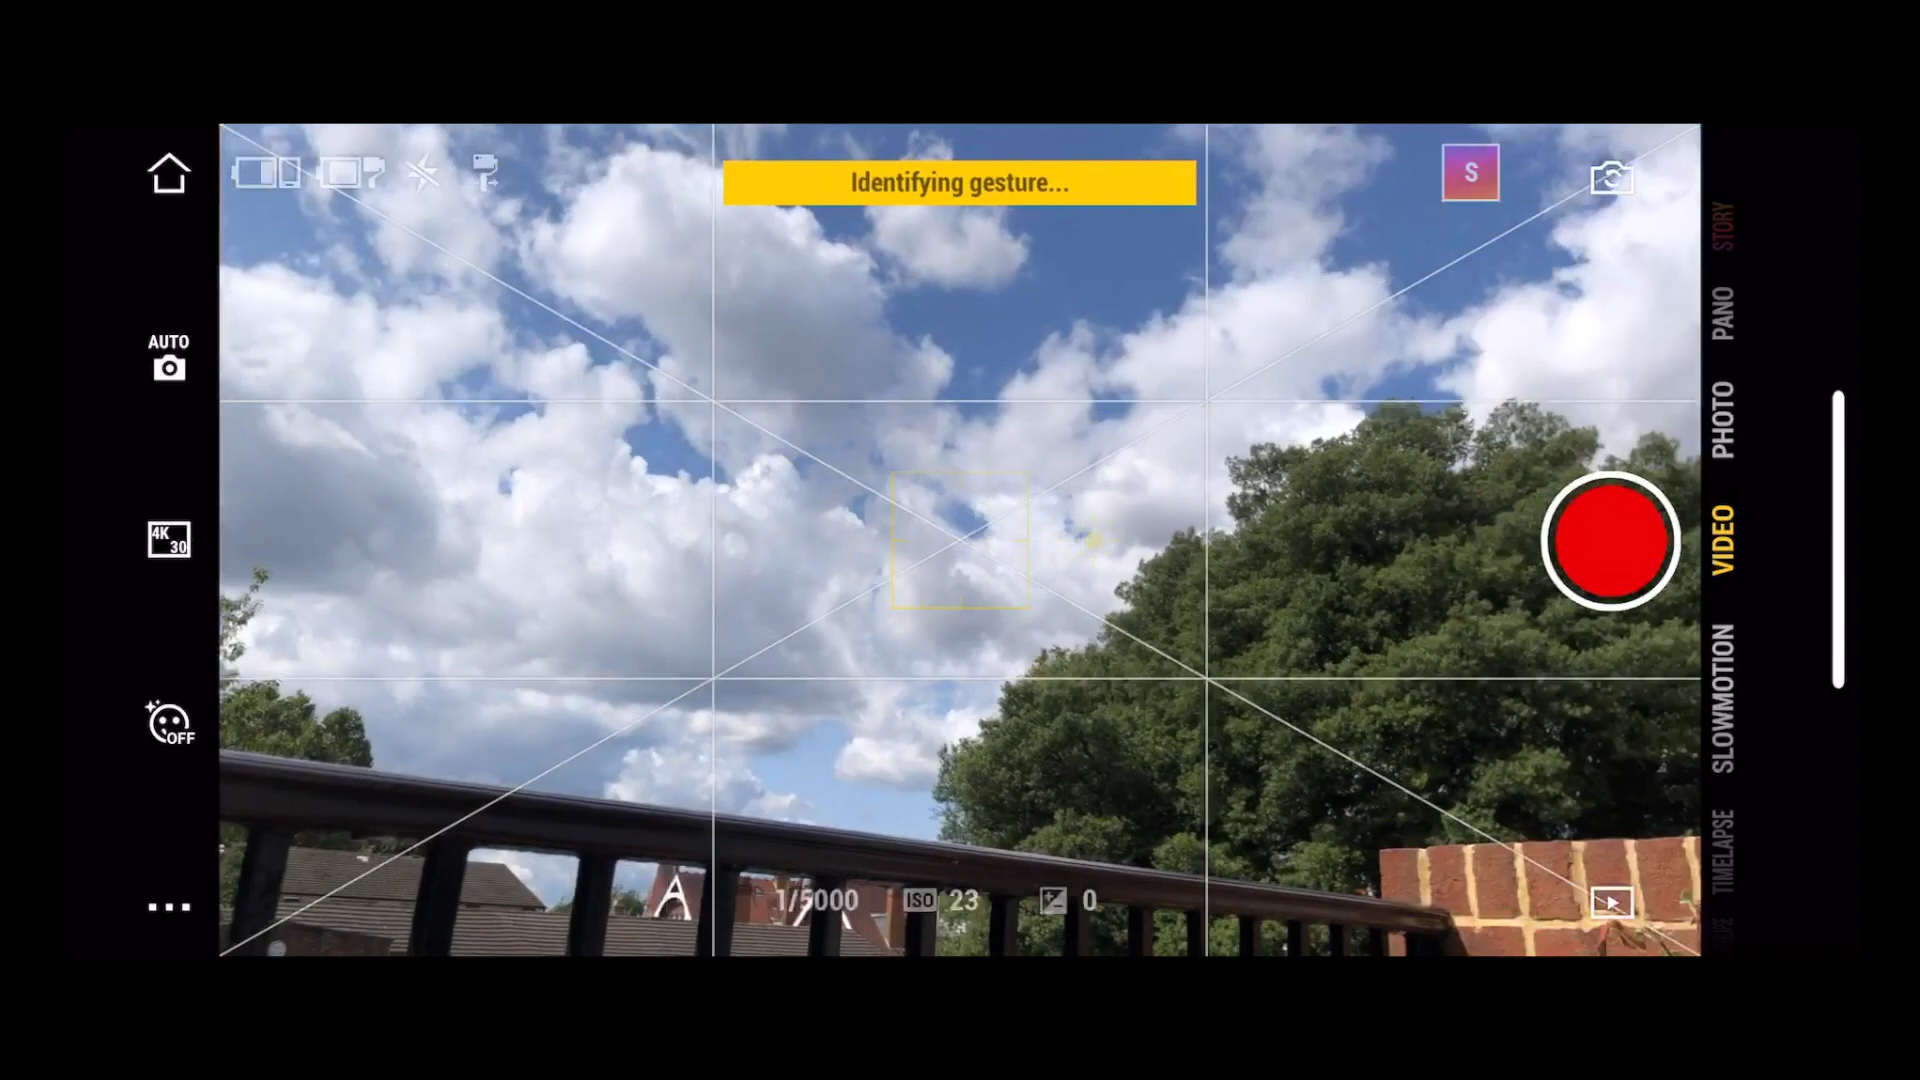 Identifying gesture...
S
AUTO
4K
30
OFF
STORY
PANO
PHOTO
VIDEO
SLOWMOTION
TIMELAPSE
1/5000
ISO 23
0